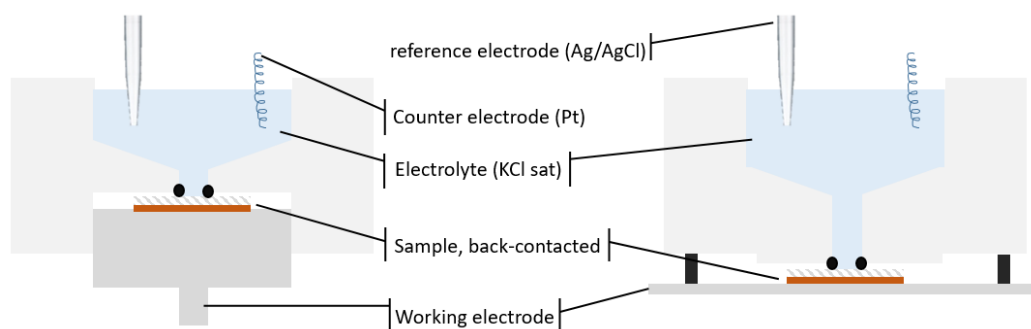 reference electrode (Ag/AgCl)
Counter electrode (Pt)
Electrolyte (KCl sat)
Sample, back-contacted
Working electrode